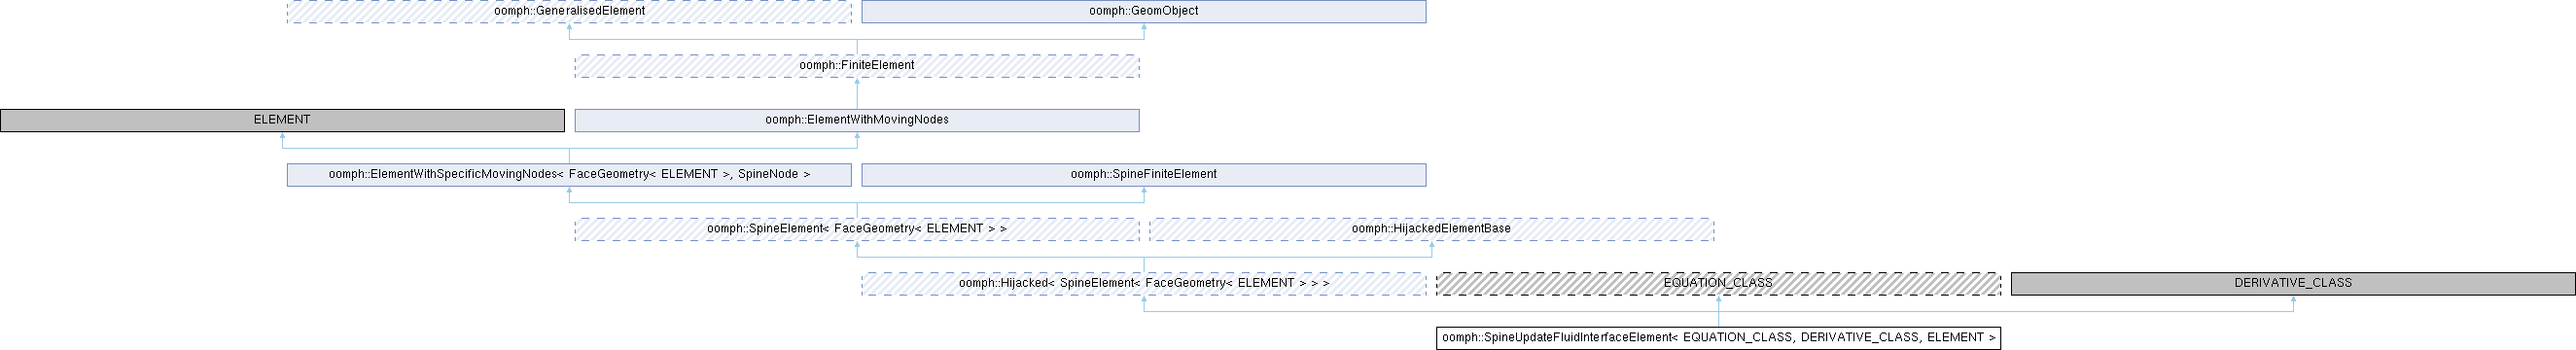 oomph::GeneralisedElement
oomph::GeomObject
oomph::FiniteElement
ELEMENT
oomph::ElementWithMovingNodes
oomph::ElementWithSpecificMovingNodes< FaceGeometry< ELEMENT >, SpineNode >
oomph::SpineFiniteElement
oomph::SpineElement< FaceGeometry< ELEMENT > >
oomph::HijackedElementBase
oomph::Hijacked< SpineElement< FaceGeometry< ELEMENT > > >
EQUATION_CLASS
DERIVATIVE_CLASS
oomph::SpineUpdateFluidInterfaceElement< EQUATION_CLASS, DERIVATIVE_CLASS, ELEMENT >